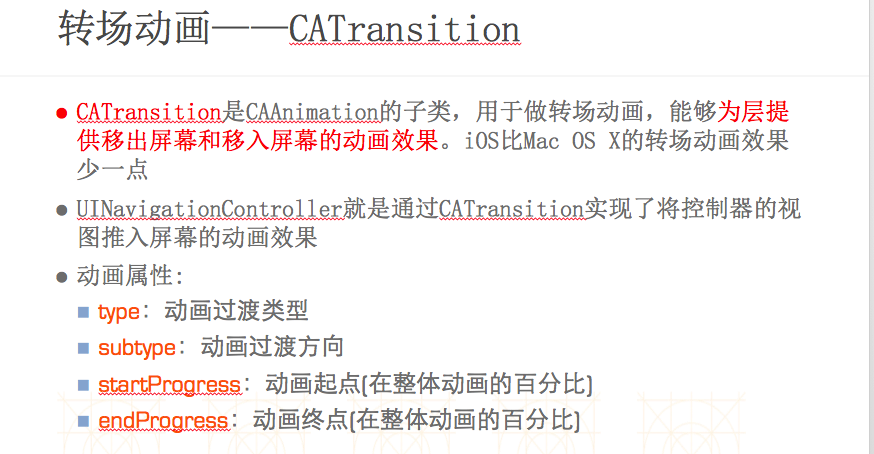 转场动画——CATransition
CATransition是CAAnimation的子类，用于做转场动画，能够为层提
供移出屏幕和移入屏幕的动画效果。iOS比Mac OS X的转场动画效果
少一点
UINavigationController就是通过CATransition实现了将控制器的视
图推入屏幕的动画效果
动画属性:
type：动画过渡类型
subtype：动画过渡方向
startProgress：动画起点(在整体动画的百分比)
endProgress：动画终点(在整体动画的百分比)